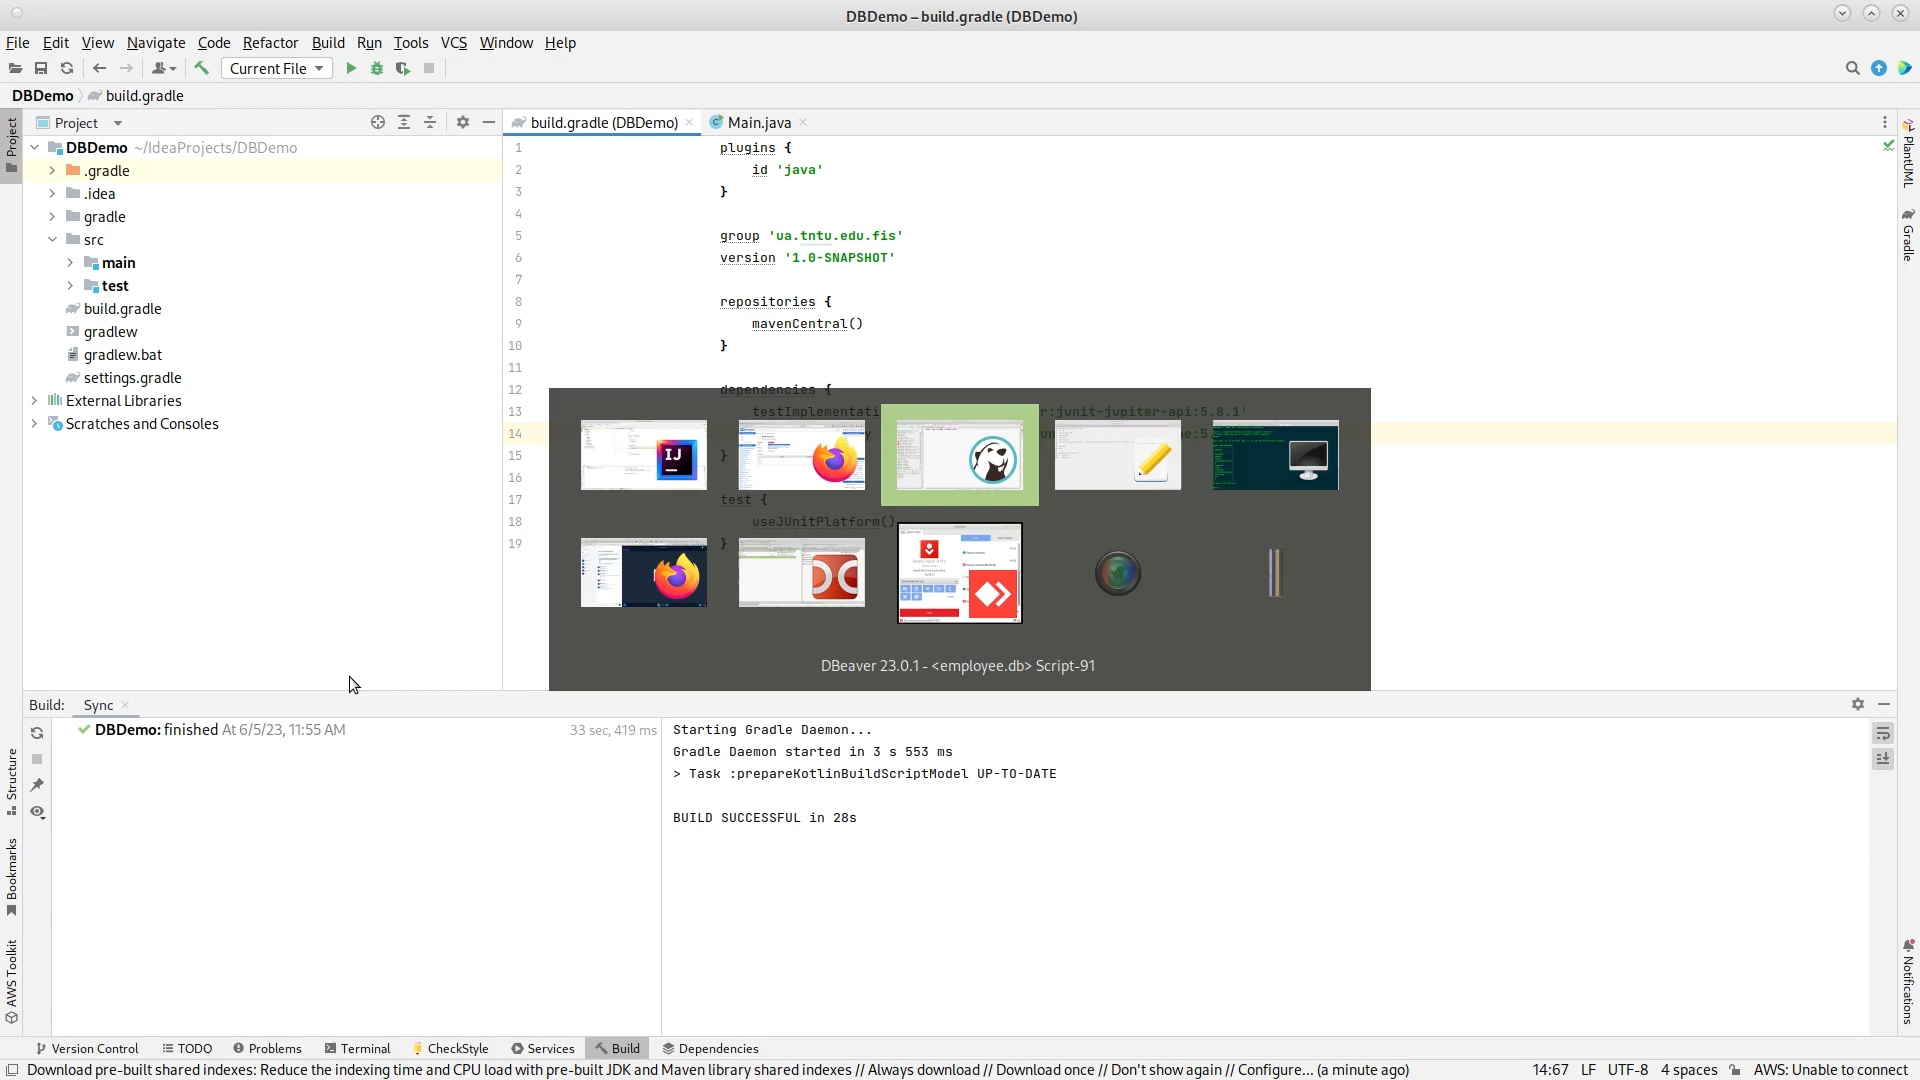 DBDemo – build.gradle (DBDemo)
File Edit View Navigate Code Refactor Build Run Tools VCS Window Help
Current File
DBDemo build.gradle
Project
build.gradle (DBDemo)
Main.java
DBDemo ~/IdeaProjects/DBDemo
.gradle
.idea
gradle
src
main
test
build.gradle
gradlew
gradlew.bat
settings.gradle
External Libraries
Scratches and Consoles
1 plugins {
2 id 'java'
3 }
4
5 group 'ua.tntu.edu.fis'
6 version '1.0-SNAPSHOT'
7
8 repositories {
9 mavenCentral()
10 }
11
12 dependencies {
13 testImplementati r:junit-jupiter-api:5.8.1'
14
15 }
16
17 test {
18 useJUnitPlatform()
19 }
IJ
DBeaver 23.0.1 - <employee.db> Script-91
Build: Sync
DBDemo: finished At 6/5/23, 11:55 AM 33 sec, 419 ms
Starting Gradle Daemon...
Gradle Daemon started in 3 s 553 ms
> Task :prepareKotlinBuildScriptModel UP-TO-DATE
BUILD SUCCESSFUL in 28s
Project
Structure
Bookmarks
AWS Toolkit
PlantUML
Gradle
Notifications
Version Control TODO Problems Terminal CheckStyle Services Build Dependencies
Download pre-built shared indexes: Reduce the indexing time and CPU load with pre-built JDK and Maven library shared indexes // Always download // Download once // Don't show again // Configure... (a minute ago) 14:67 LF UTF-8 4 spaces AWS: Unable to connect